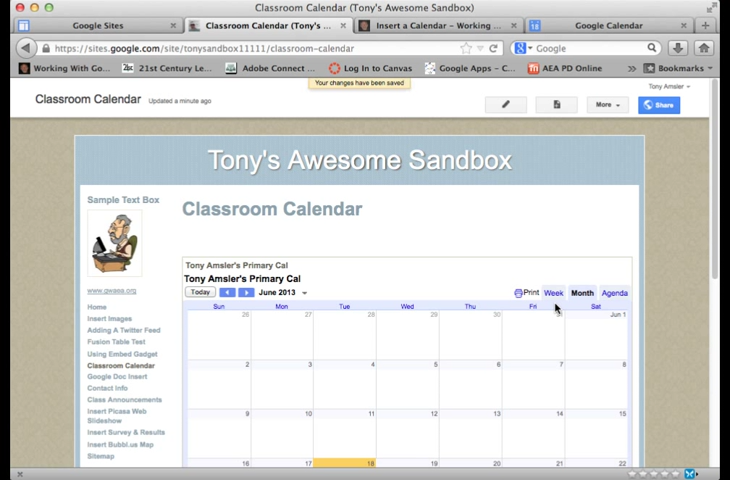 Classroom Calendar (Tony's Awesome Sandbox)
Google Sites
Classroom Calendar (Tony's ...
Insert a Calendar - Working ...
18 Google Calendar
https://sites.google.com/site/tonysandbox11111/classroom-calendar
Google
Working With Go...
21st Century Le...
Adobe Connect ...
Log In to Canvas
Google Apps - C...
AEA PD Online
Bookmarks
Your changes have been saved
Tony Amsler
Classroom Calendar Updated a minute ago
More
Share
Tony's Awesome Sandbox
Sample Text Box
www.gwaea.org
Home
Insert Images
Adding A Twitter Feed
Fusion Table Test
Using Embed Gadget
Classroom Calendar
Google Doc Insert
Contact Info
Class Announcements
Insert Picasa Web
Slideshow
Insert Survey & Results
Insert Bubbl.us Map
Sitemap
Classroom Calendar
Tony Amsler's Primary Cal
Tony Amsler's Primary Cal
Today June 2013 Print Week Month Agenda
Sun Mon Tue Wed Thu Fri Sat
26 27 28 29 30 31 Jun 1
2 3 4 5 6 7 8
9 10 11 12 13 14 15
16 17 18 19 20 21 22